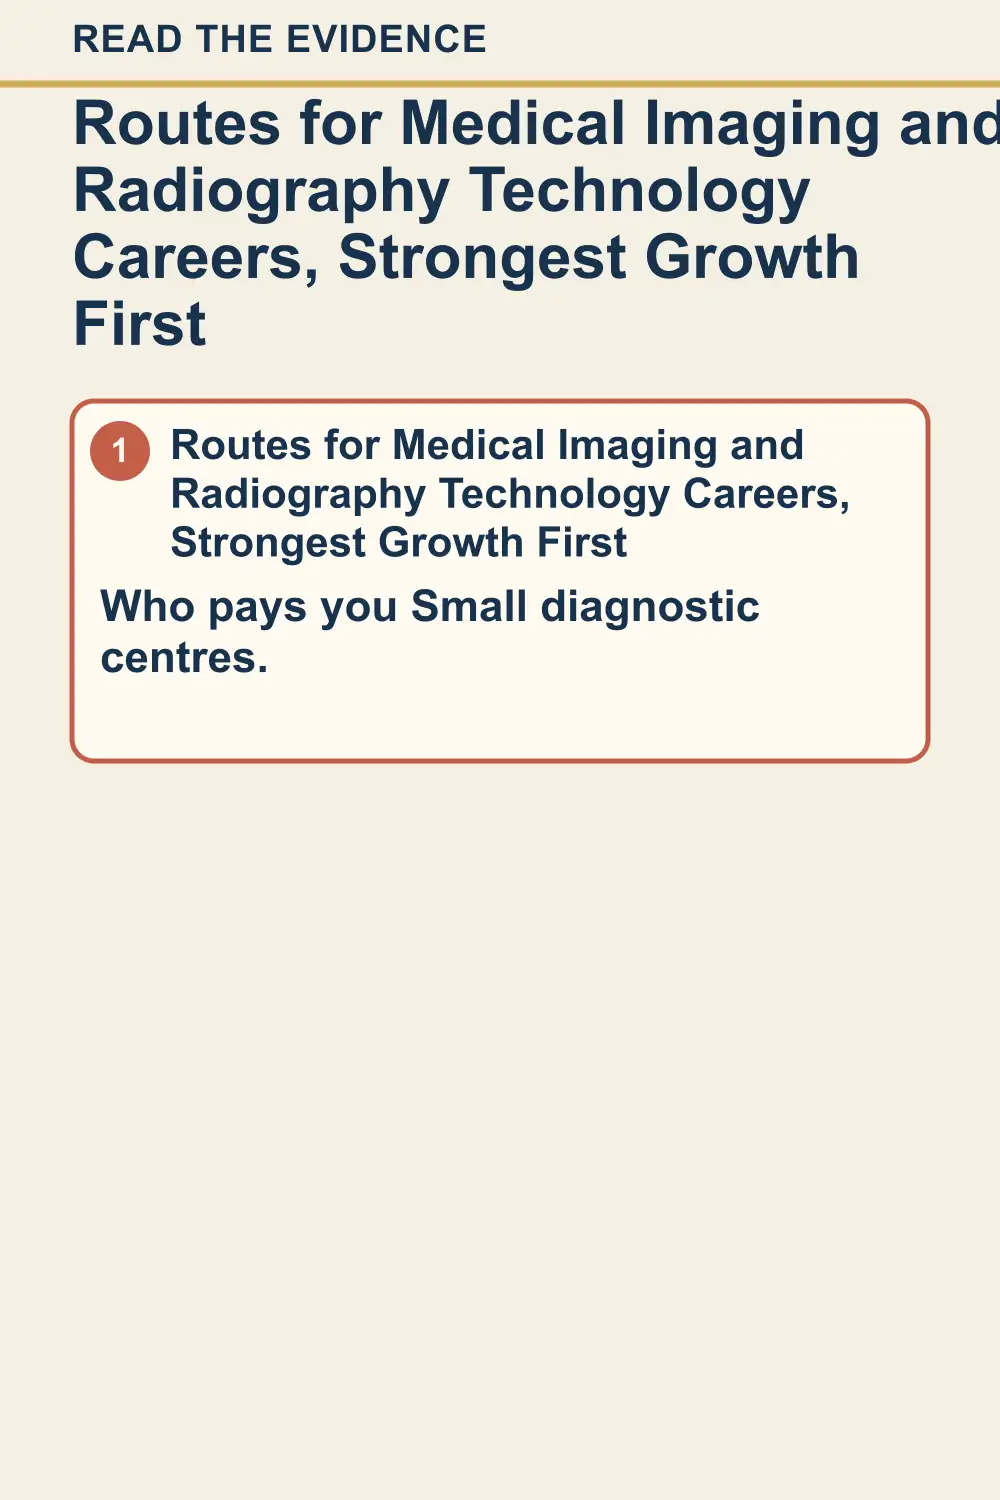 READ THE EVIDENCE
Routes for Medical Imaging and
Radiography Technology
Careers, Strongest Growth
First
1
Routes for Medical Imaging and
Radiography Technology Careers,
Strongest Growth First
Who pays you Small diagnostic
centres.